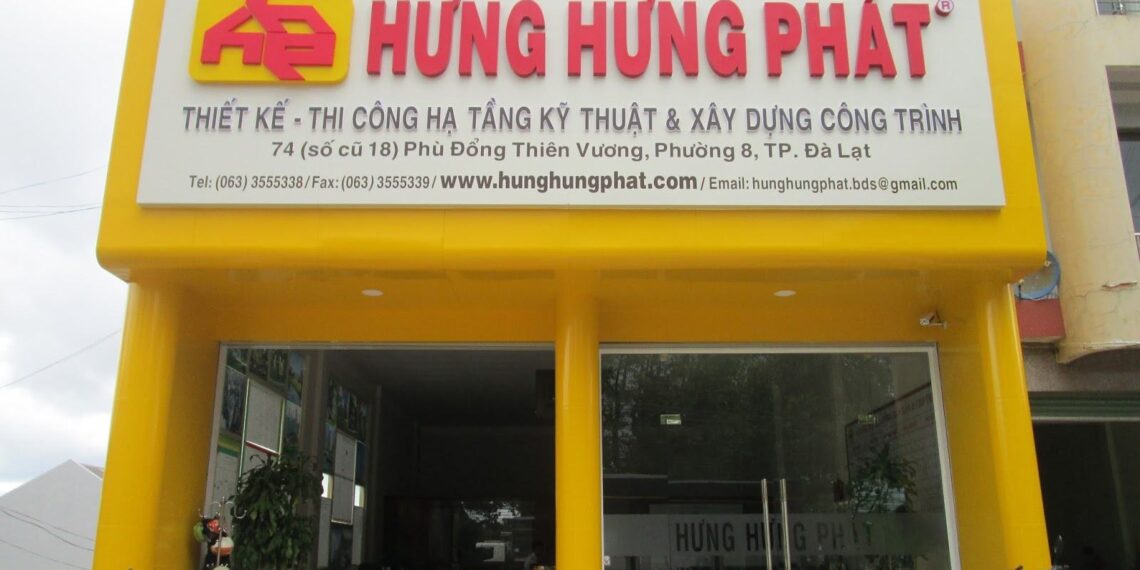 HƯNG HƯNG PHÁT ®
THIẾT KẾ - THI CÔNG HẠ TẦNG KỸ THUẬT & XÂY DỰNG CÔNG TRÌNH
74 (số cũ 18) Phù Đổng Thiên Vương, Phường 8, TP. Đà Lạt
Tel: (063) 3555338 / Fax: (063) 3555339 / www.hunghungphat.com / Email: hunghungphat.bds@gmail.com
HƯNG HƯNG PHÁT